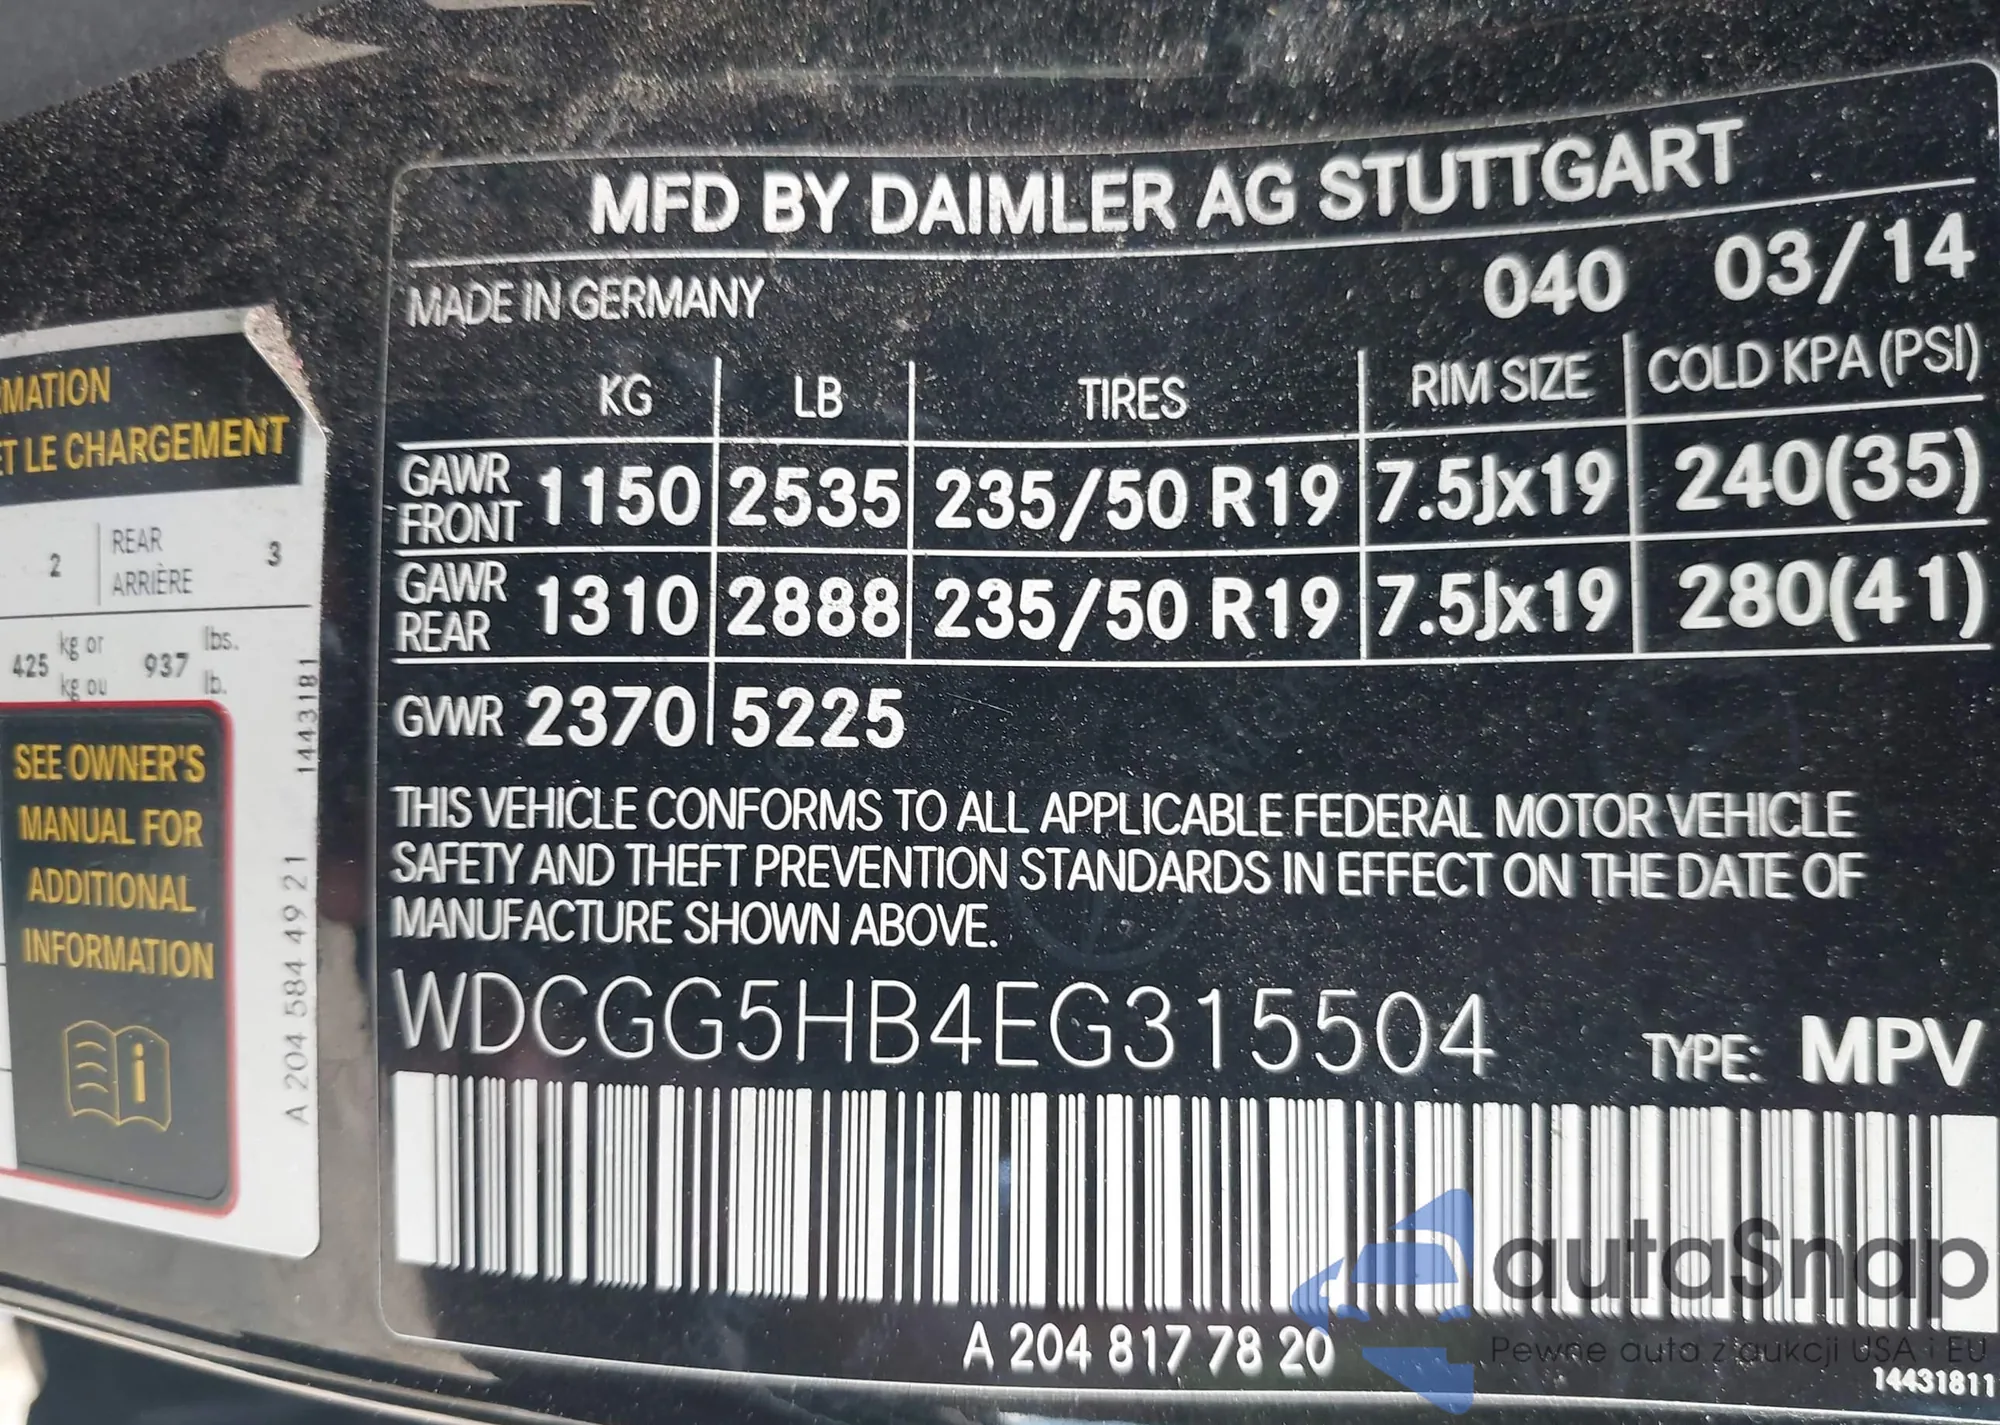 MFD BY DAIMLER AG STUTTGART
MADE IN GERMANY 040 03/14
KG LB TIRES RIM SIZE COLD KPA (PSI)
GAWR FRONT 1150 2535 235/50 R19 7.5Jx19 240(35)
GAWR REAR 1310 2888 235/50 R19 7.5Jx19 280(41)
GVWR 2370 5225
THIS VEHICLE CONFORMS TO ALL APPLICABLE FEDERAL MOTOR VEHICLE
SAFETY AND THEFT PREVENTION STANDARDS IN EFFECT ON THE DATE OF
MANUFACTURE SHOWN ABOVE.
WDCGG5HB4EG315504 TYPE: MPV
A 204 817 78 20
14431811
ET LE CHARGEMENT
2 REAR 3
ARRIÈRE
425 kg or 937 lbs.
kg ou lb.
SEE OWNER'S
MANUAL FOR
ADDITIONAL
INFORMATION
i
A 204 584 49 21 1443181
autaSnap
Pewne auta z aukcji USA i EU